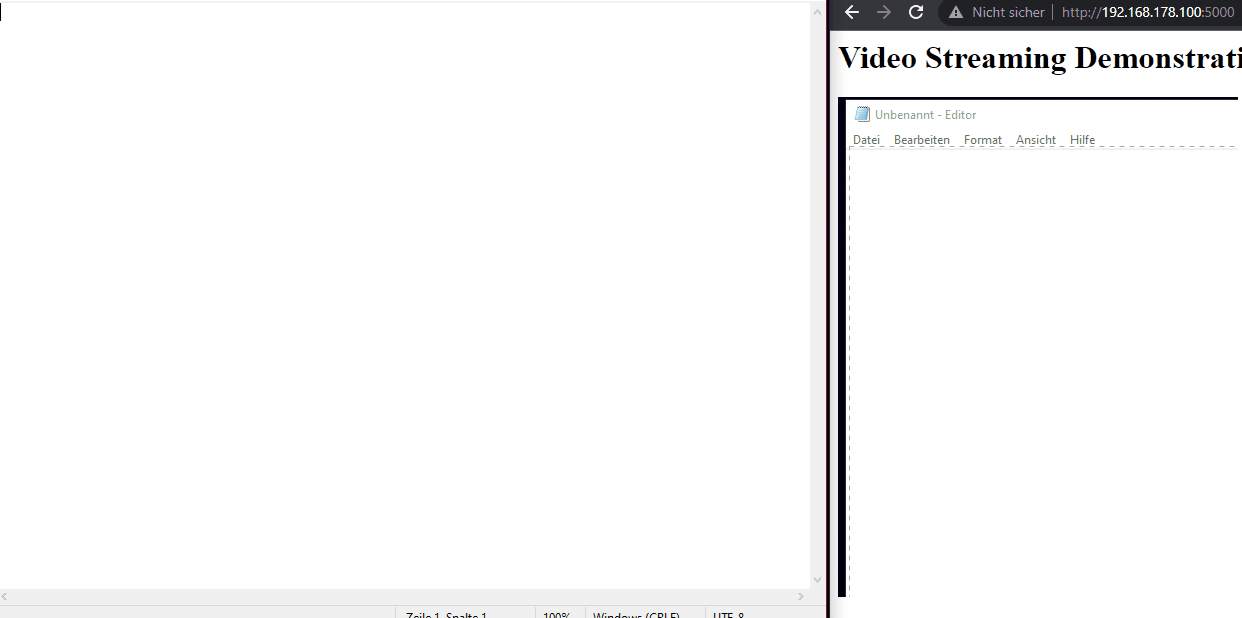 Nicht sicher | http://192.168.178.100:5000
Video Streaming Demonstrati
Unbenannt - Editor
Datei Bearbeiten Format Ansicht Hilfe
Zeile 1, Spalte 1 100% Windows (CRLF) UTF-8